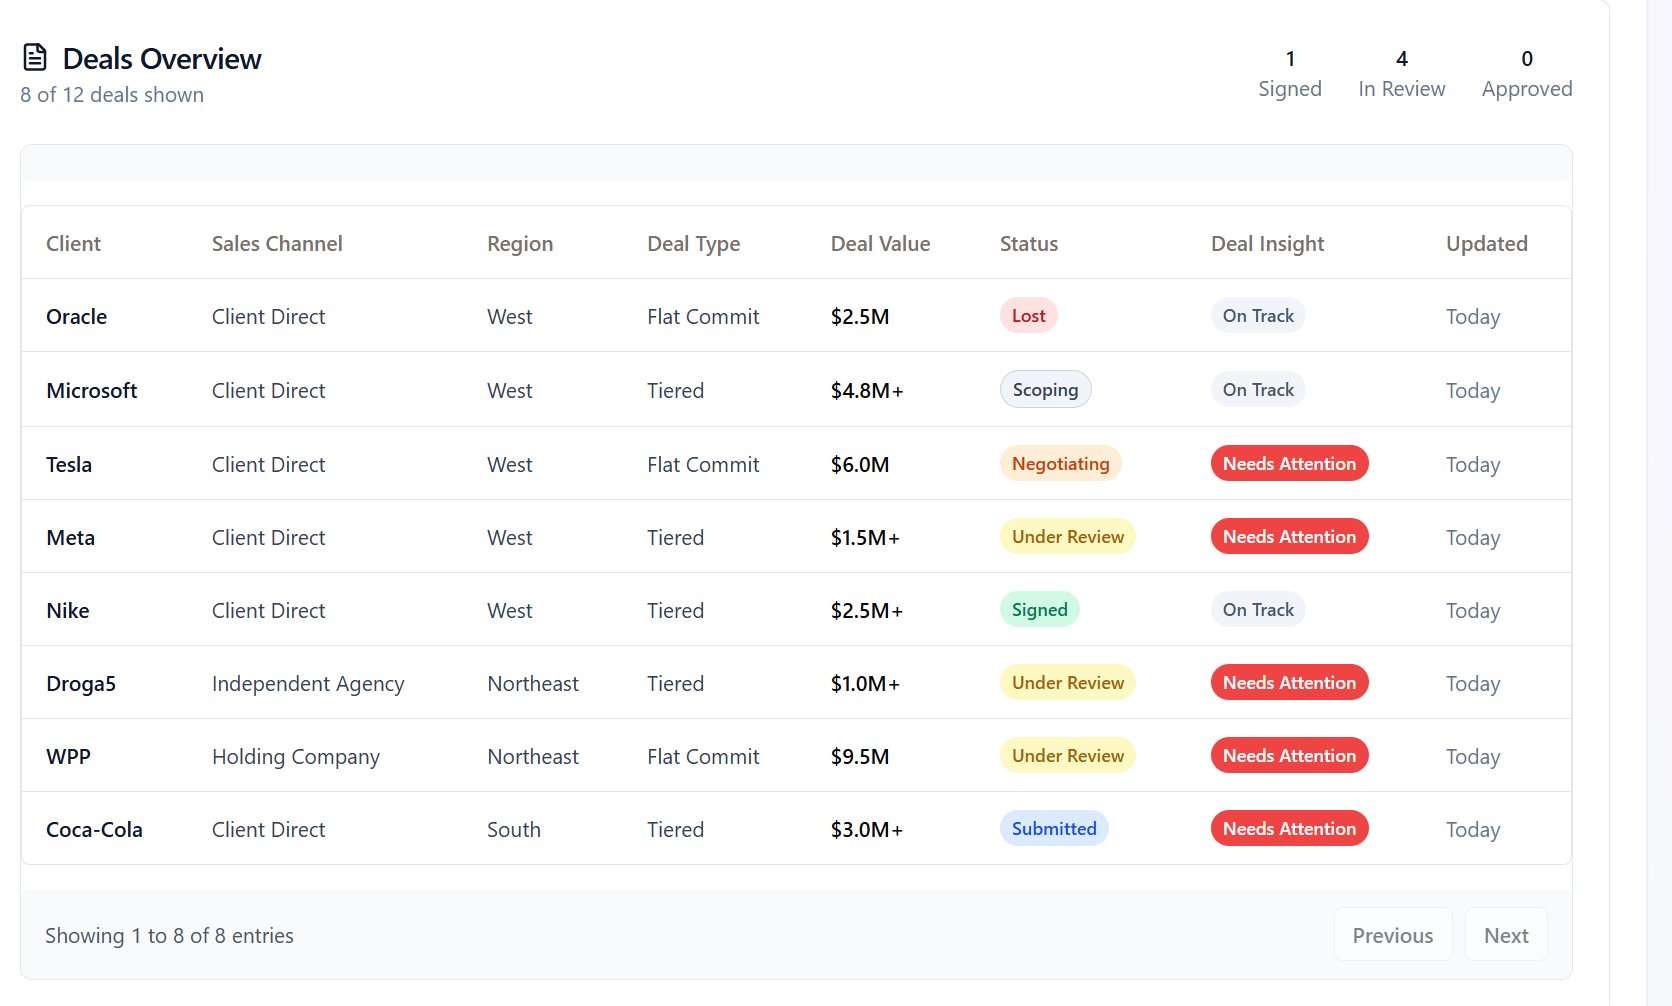 Deals Overview
8 of 12 deals shown
1 4 0
Signed In Review Approved
Client Sales Channel Region Deal Type Deal Value Status Deal Insight Updated
Oracle Client Direct West Flat Commit $2.5M Lost On Track Today
Microsoft Client Direct West Tiered $4.8M+ Scoping On Track Today
Tesla Client Direct West Flat Commit $6.0M Negotiating Needs Attention Today
Meta Client Direct West Tiered $1.5M+ Under Review Needs Attention Today
Nike Client Direct West Tiered $2.5M+ Signed On Track Today
Droga5 Independent Agency Northeast Tiered $1.0M+ Under Review Needs Attention Today
WPP Holding Company Northeast Flat Commit $9.5M Under Review Needs Attention Today
Coca-Cola Client Direct South Tiered $3.0M+ Submitted Needs Attention Today
Showing 1 to 8 of 8 entries Previous Next